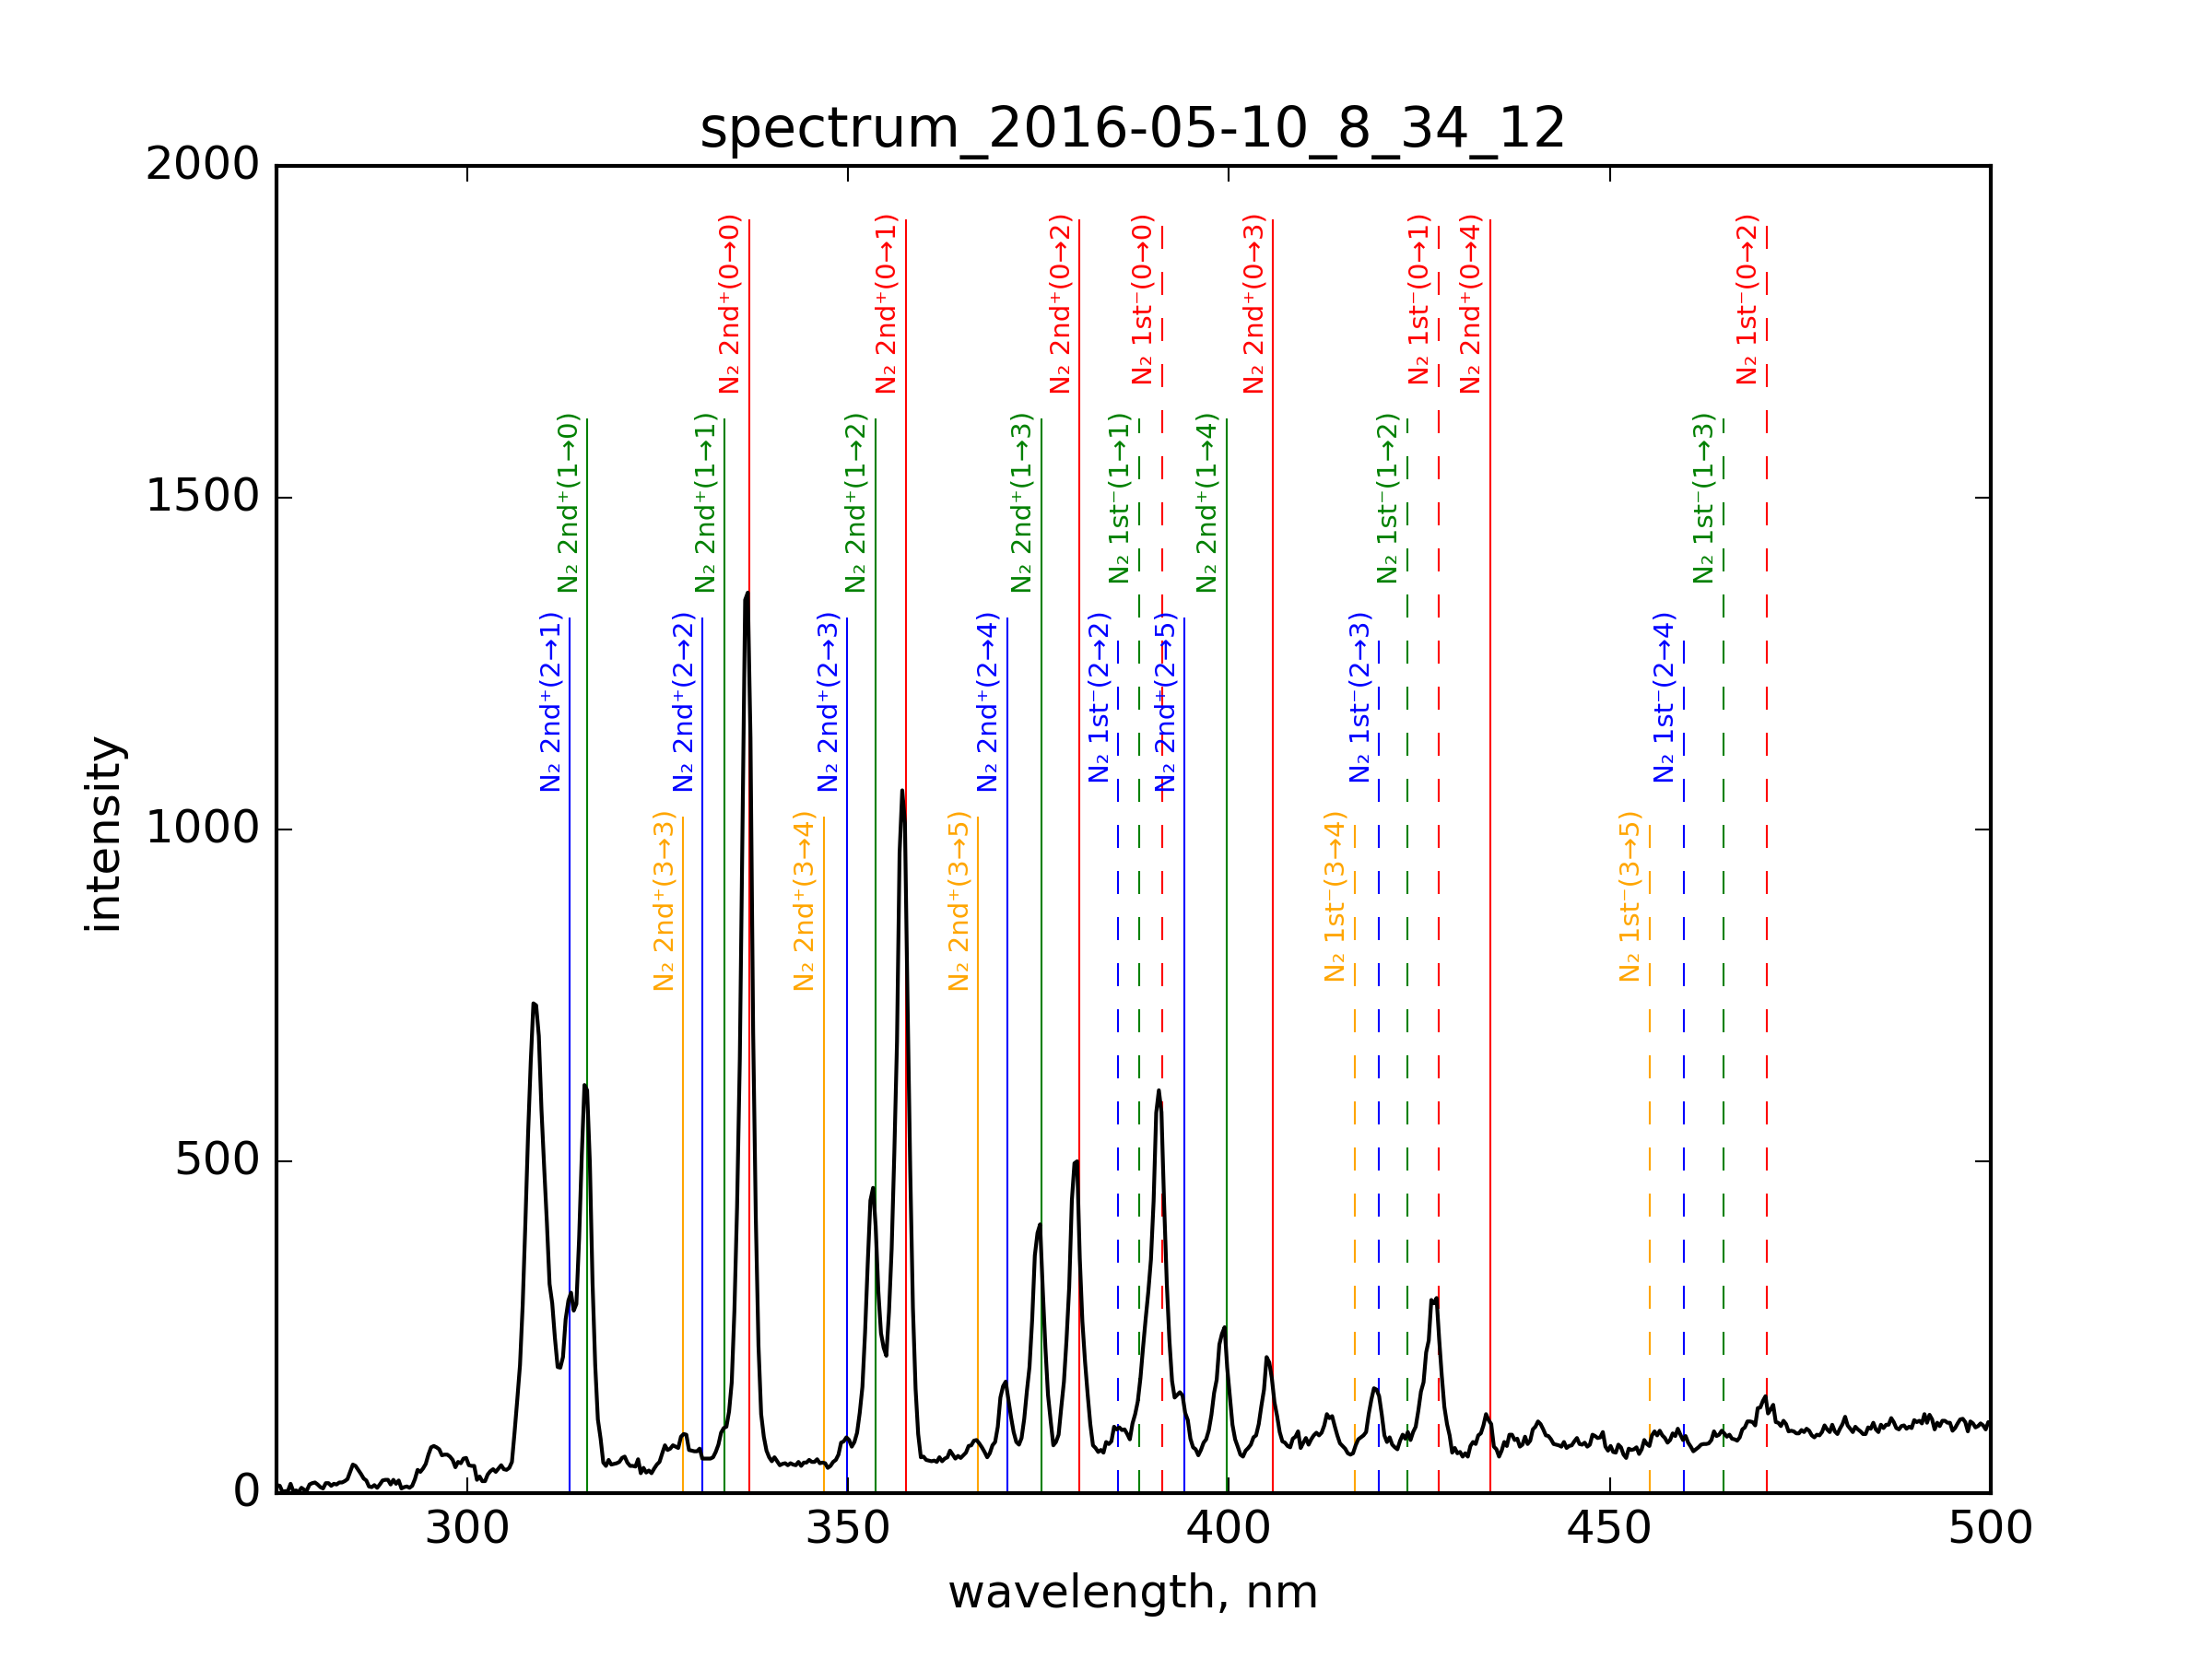 spectrum_2016-05-10_8_34_12
2000
1500
1000
500
0
intensity
N₂ 2nd⁺(0→0)
N₂ 2nd⁺(0→1)
N₂ 2nd⁺(0→2)
N₂ 1st⁻(0→0)
N₂ 2nd⁺(0→3)
N₂ 1st⁻(0→1)
N₂ 2nd⁺(0→4)
N₂ 1st⁻(0→2)
N₂ 2nd⁺(1→0)
N₂ 2nd⁺(1→1)
N₂ 2nd⁺(1→2)
N₂ 2nd⁺(1→3)
N₂ 1st⁻(1→1)
N₂ 2nd⁺(1→4)
N₂ 1st⁻(1→2)
N₂ 1st⁻(1→3)
N₂ 2nd⁺(2→1)
N₂ 2nd⁺(2→2)
N₂ 2nd⁺(2→3)
N₂ 2nd⁺(2→4)
N₂ 1st⁻(2→2)
N₂ 2nd⁺(2→5)
N₂ 1st⁻(2→3)
N₂ 1st⁻(2→4)
N₂ 2nd⁺(3→3)
N₂ 2nd⁺(3→4)
N₂ 2nd⁺(3→5)
N₂ 1st⁻(3→4)
N₂ 1st⁻(3→5)
300
350
400
450
500
wavelength, nm